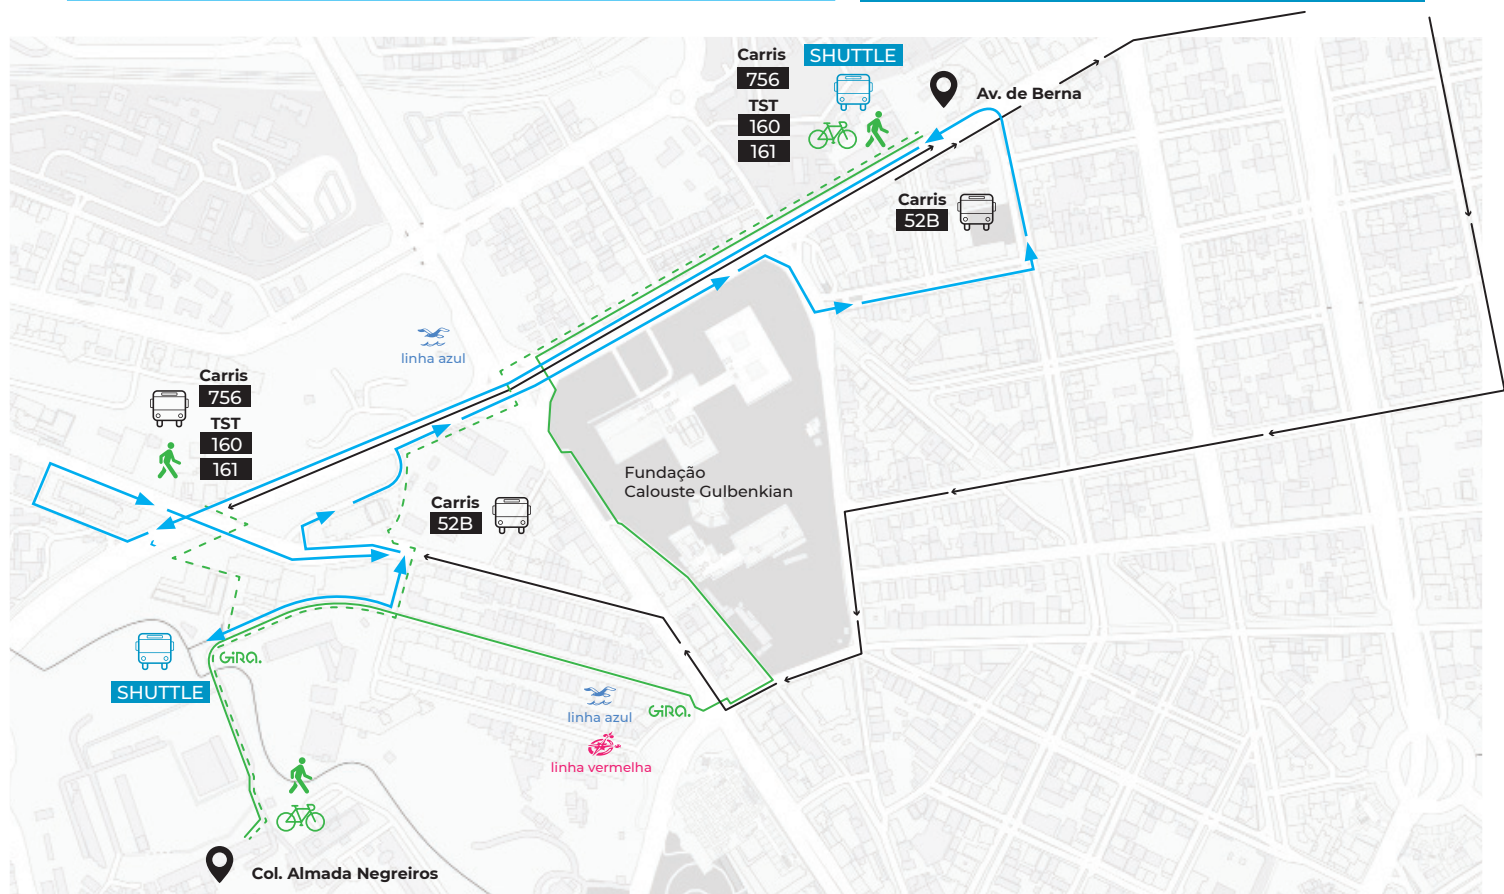 Carris
SHUTTLE
756
TST
160
161
Av. de Berna
Carris
52B
linha azul
Carris
756
TST
160
161
Fundação
Calouste Gulbenkian
Carris
52B
GiRa.
SHUTTLE
linha azul
GiRa.
linha vermelha
Col. Almada Negreiros